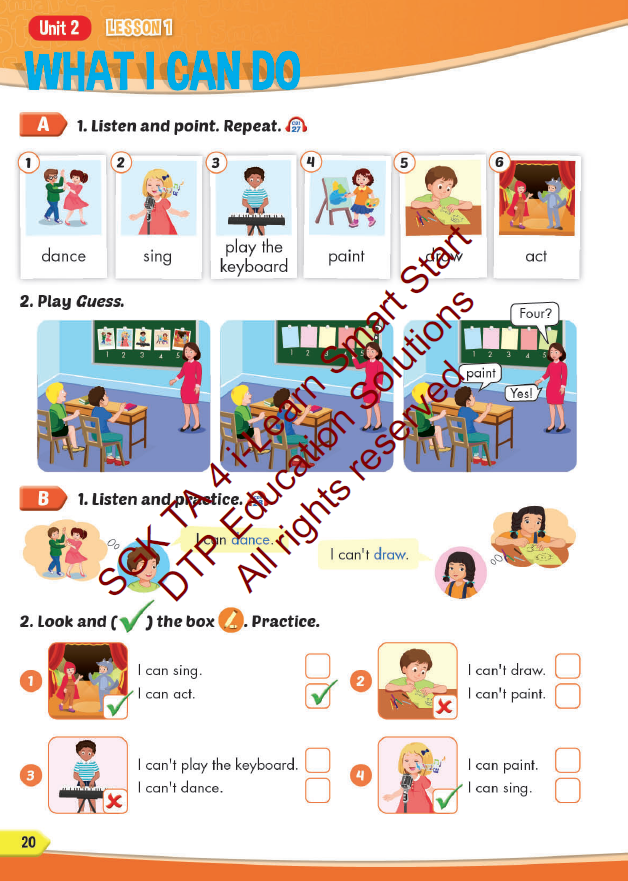 Unit 2 LESSON 1
WHAT I CAN DO
A 1. Listen and point. Repeat. CD1 27
1 2 3 4 5 6
dance sing play the keyboard paint draw act
2. Play Guess.
1 2 3 4 5
1 2 3 4 5
Four?
1 2 3 4 5
paint
Yes!
B 1. Listen and practice.
I can dance.
I can't draw.
2. Look and ( ✓ ) the box. Practice.
1 I can sing.
I can act.
2 I can't draw.
I can't paint.
3 I can't play the keyboard.
I can't dance.
4 I can paint.
I can sing.
20
SGK TA 4 i-Learn Smart Start
DTP Education Solutions
All rights reserved